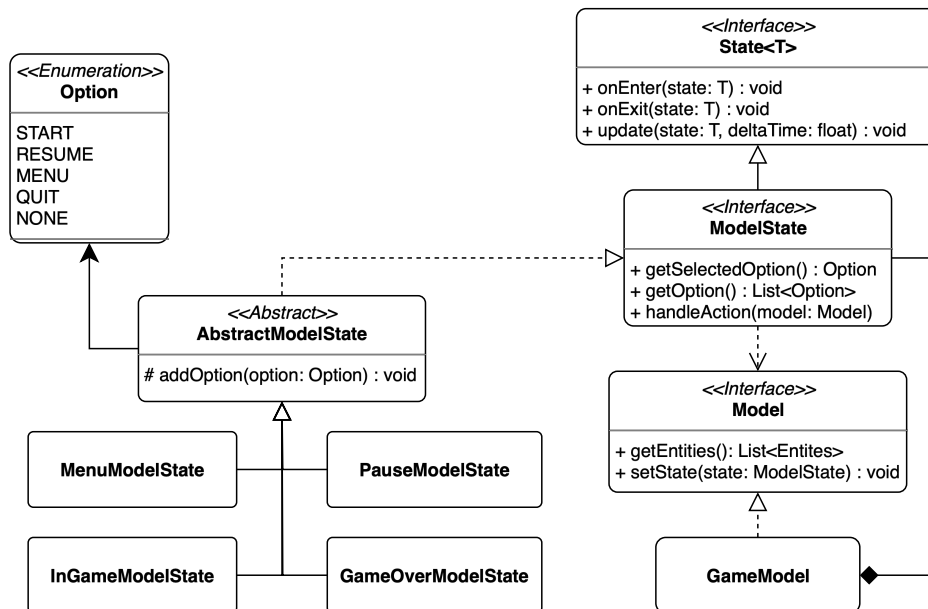 <<Enumeration>>
Option
START
RESUME
MENU
QUIT
NONE
<<Interface>>
State<T>
+ onEnter(state: T) : void
+ onExit(state: T) : void
+ update(state: T, deltaTime: float) : void
<<Interface>>
ModelState
+ getSelectedOption() : Option
+ getOption() : List<Option>
+ handleAction(model: Model)
<<Abstract>>
AbstractModelState
# addOption(option: Option) : void
<<Interface>>
Model
+ getEntities(): List<Entites>
+ setState(state: ModelState) : void
MenuModelState
PauseModelState
InGameModelState
GameOverModelState
GameModel